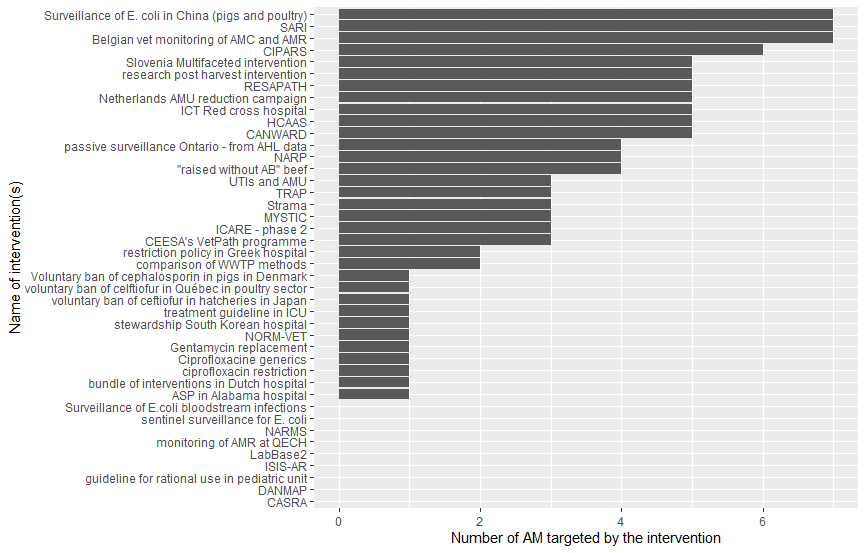 Name of intervention(s)
Surveillance of E. coli in China (pigs and poultry)
SARI
Belgian vet monitoring of AMC and AMR
CIPARS
Slovenia Multifaceted intervention
research post harvest intervention
RESAPATH
Netherlands AMU reduction campaign
ICT Red cross hospital
HCAAS
CANWARD
passive surveillance Ontario - from AHL data
NARP
"raised without AB" beef
UTIs and AMU
TRAP
Strama
MYSTIC
ICARE - phase 2
CEESA's VetPath programme
restriction policy in Greek hospital
comparison of WWTP methods
Voluntary ban of cephalosporin in pigs in Denmark
voluntary ban of celftiofur in Québec in poultry sector
voluntary ban of ceftiofur in hatcheries in Japan
treatment guideline in ICU
stewardship South Korean hospital
NORM-VET
Gentamycin replacement
Ciprofloxacine generics
ciprofloxacin restriction
bundle of interventions in Dutch hospital
ASP in Alabama hospital
Surveillance of E.coli bloodstream infections
sentinel surveillance for E. coli
NARMS
monitoring of AMR at QECH
LabBase2
ISIS-AR
guideline for rational use in pediatric unit
DANMAP
CASRA
0 2 4 6
Number of AM targeted by the intervention